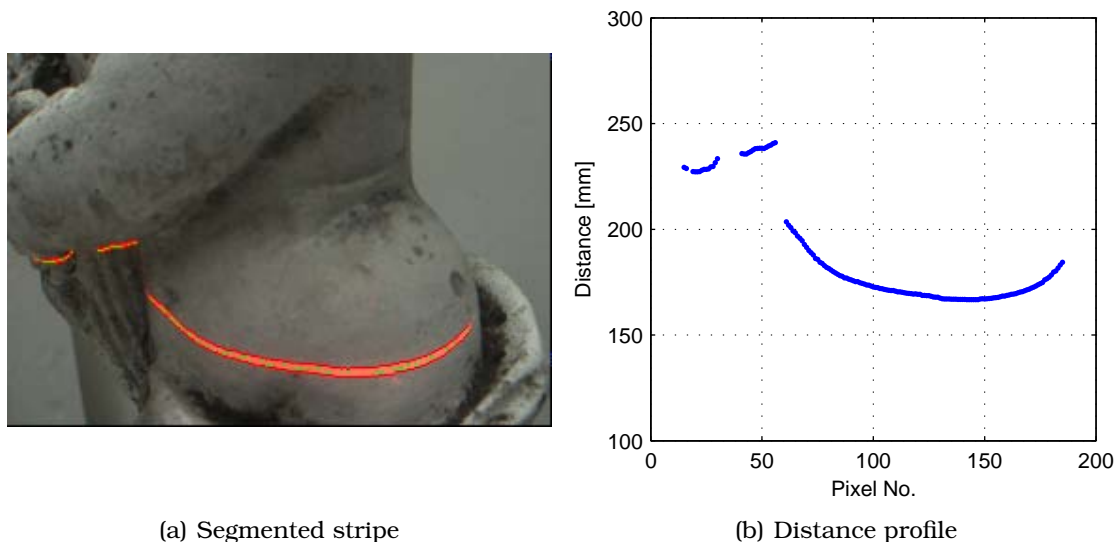 300
250
200
150
100
Distance [mm]
0 50 100 150 200
Pixel No.
(a) Segmented stripe
(b) Distance profile